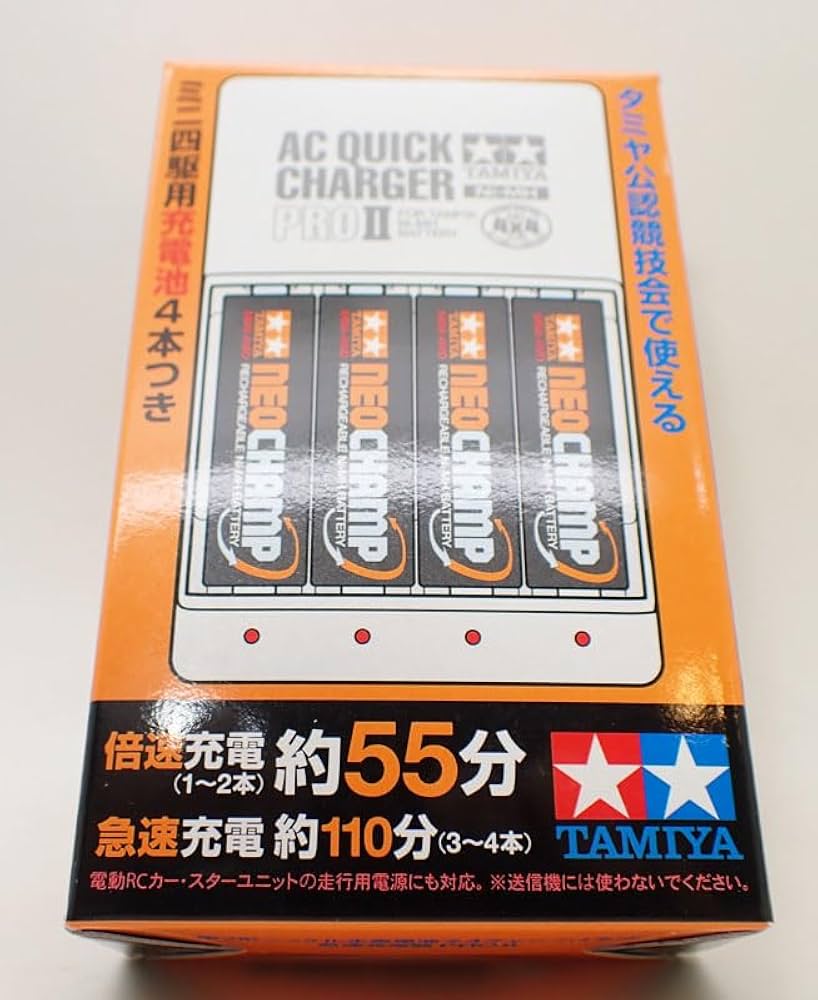 ミニ四駆用充電池4本つき
タミヤ公認競技会で使える
AC QUICK
CHARGER
PRO II
TAMIYA
Ni-MH
TAMIYA
NEO CHAMP
RECHARGEABLE Ni-MH BATTERY
TAMIYA
NEO CHAMP
RECHARGEABLE Ni-MH BATTERY
TAMIYA
NEO CHAMP
RECHARGEABLE Ni-MH BATTERY
TAMIYA
NEO CHAMP
RECHARGEABLE Ni-MH BATTERY
倍速充電
(1～2本)
約55分
急速充電 約110分(3～4本)
TAMIYA
電動RCカー・スターユニットの走行用電源にも対応。※送信機には使わないでください。